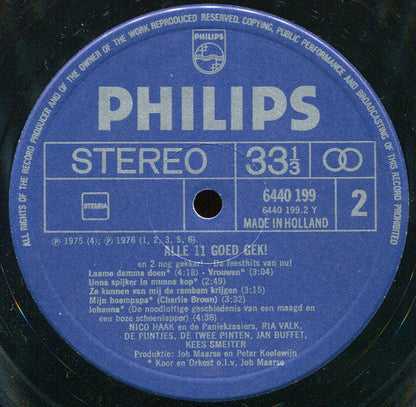 ALL RIGHTS OF THE RECORD PRODUCER AND OF THE OWNER OF THE WORK REPRODUCED RESERVED. COPYING, PUBLIC PERFORMANCE AND BROADCASTING OF THIS RECORD PROHIBITED
PHILIPS
PHILIPS
STEREO 33 1/3
STEMRA
6440 199
6440 199.2 Y
MADE IN HOLLAND
2
℗ 1975 (4); ℗ 1976 (1, 2, 3, 5, 6)
ALLE 11 GOED GEK!
en 2 nog gekker! - De feesthits van nu!
Lasme damma doen* (4:18) - Vrouwen* (3:04)
Unne spijker in munne kop* (2:49)
Ze kunnen van mij de rambam krijgen (3:15)
Mijn hoempapa* (Charlie Brown) (3:32)
Johanna* (De noodlottige geschiedenis van een maagd en
een boze schoenlapper) (4:38)
NICO HAAK en de Paniekzaaiers, RIA VALK,
DE PUNTJES, DE TWEE PINTEN, JAN BUFFET,
KEES SMEITER
Produktie: Job Maarse en Peter Koelewijn
* Koor en Orkest o.l.v. Job Maarse